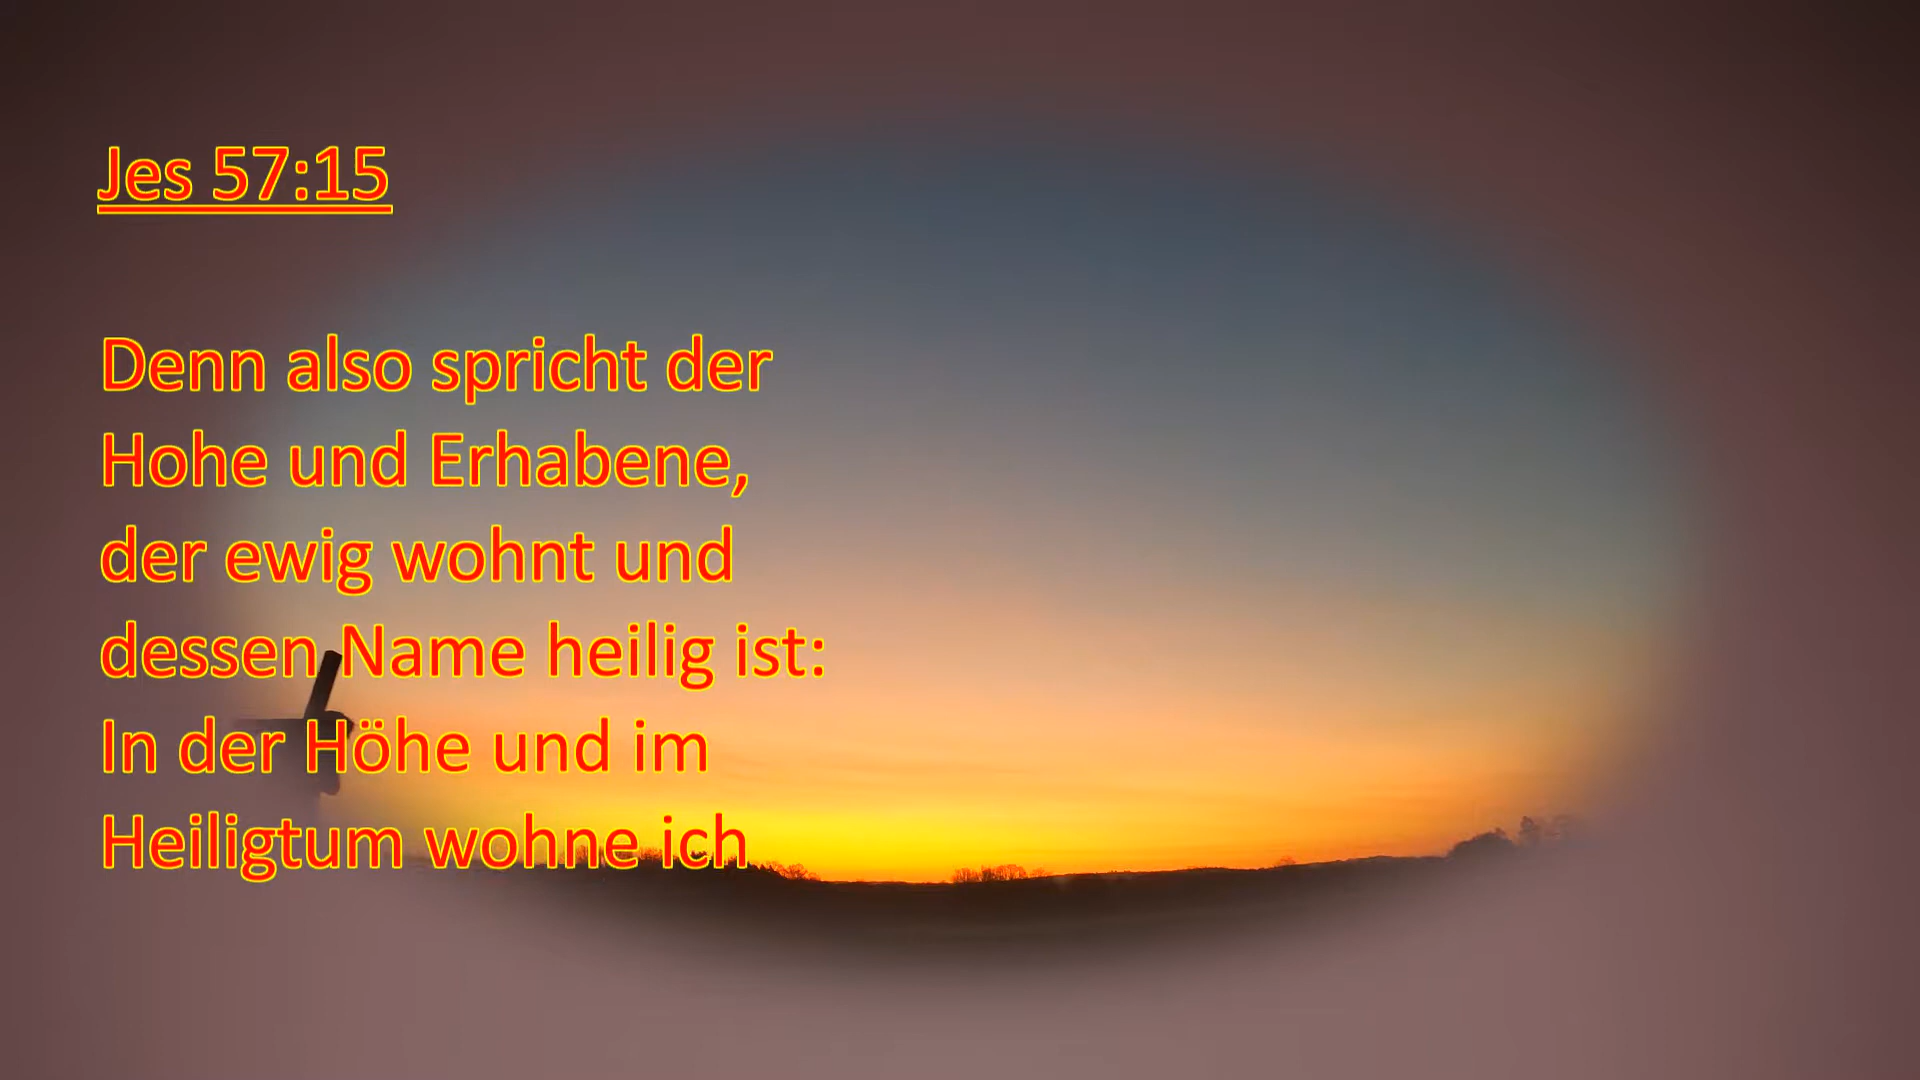 Jes 57:15
Denn also spricht der
Hohe und Erhabene,
der ewig wohnt und
dessen Name heilig ist:
In der Höhe und im
Heiligtum wohne ich